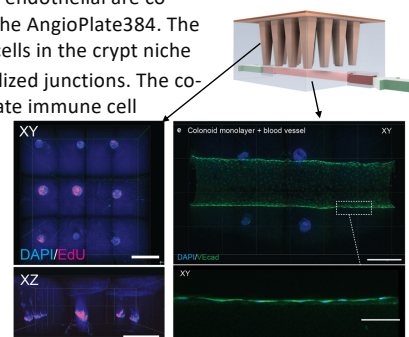 endothelial are co
he AngioPlate384. The
cells in the crypt niche
lized junctions. The co-
ate immune cell
XY
DAPI/EdU
XZ
e Colonoid monolayer + blood vessel XY
DAPI/VEcad
XY